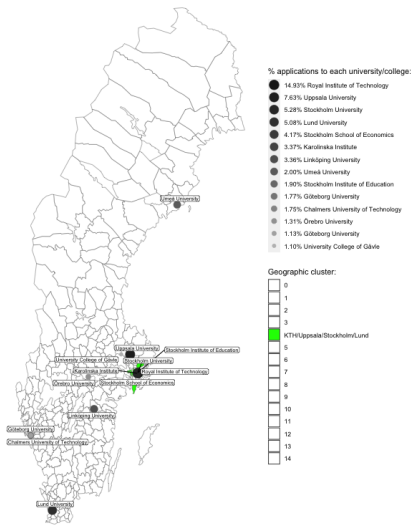 % applications to each university/college:
14.93% Royal Institute of Technology
7.63% Uppsala University
5.28% Stockholm University
5.08% Lund University
4.17% Stockholm School of Economics
3.37% Karolinska Institute
3.36% Linköping University
2.00% Umeå University
1.90% Stockholm Institute of Education
1.77% Göteborg University
1.75% Chalmers University of Technology
1.31% Örebro University
1.13% Göteborg University
1.10% University College of Gävle
Umeå University
Geographic cluster:
0
1
2
3
KTH/Uppsala/Stockholm/Lund
5
6
7
8
9
10
11
12
13
14
Uppsala University
Stockholm Institute of Education
University College of Gävle
Stockholm University
Karolinska Institute
Royal Institute of Technology
Örebro University
Stockholm School of Economics
Linköping University
Göteborg University
Chalmers University of Technology
Lund University